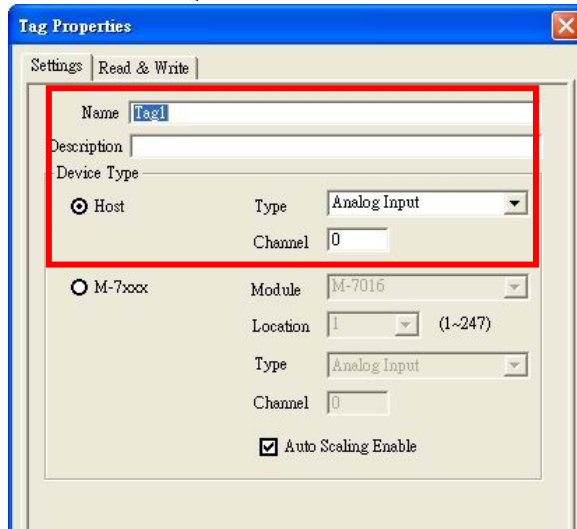 Tag Properties
Settings Read & Write
Name Tag1
Description
Device Type
Host Type Analog Input
Channel 0
M-7xxx Module M-7016
Location 1 (1~247)
Type Analog Input
Channel 0
Auto Scaling Enable